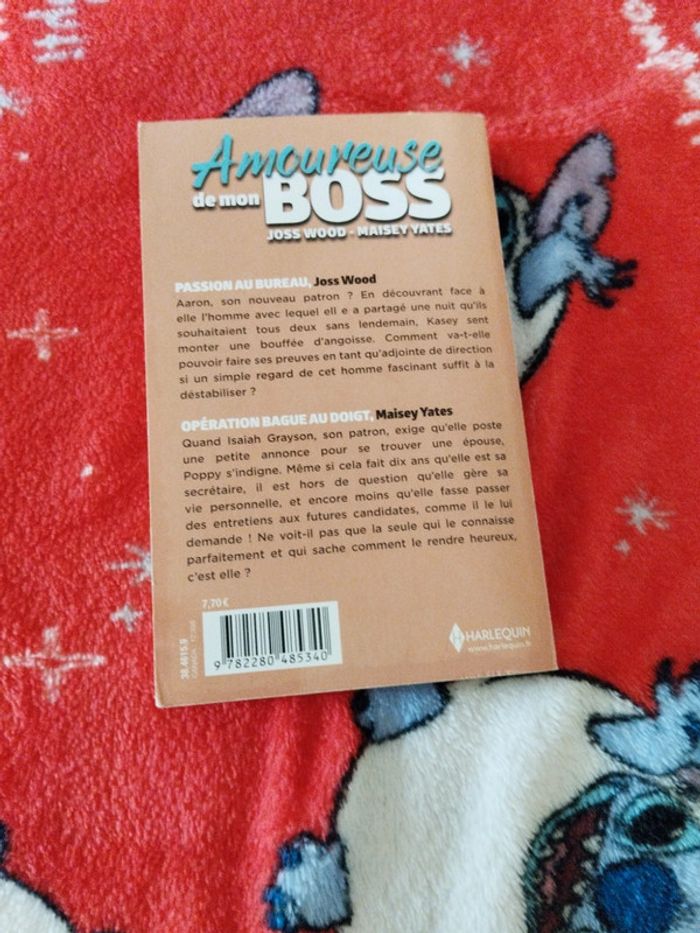 Amoureuse
de mon BOSS
JOSS WOOD - MAISEY YATES
PASSION AU BUREAU, Joss Wood
Aaron, son nouveau patron ? En découvrant face à
elle l'homme avec lequel ell e a partagé une nuit qu'ils
souhaitaient tous deux sans lendemain, Kasey sent
monter une bouffée d'angoisse. Comment va-t-elle
pouvoir faire ses preuves en tant qu'adjointe de direction
si un simple regard de cet homme fascinant suffit à la
déstabiliser ?
OPÉRATION BAGUE AU DOIGT, Maisey Yates
Quand Isaiah Grayson, son patron, exige qu'elle poste
une petite annonce pour se trouver une épouse,
Poppy s'indigne. Même si cela fait dix ans qu'elle est sa
secrétaire, il est hors de question qu'elle gère sa
vie personnelle, et encore moins qu'elle fasse passer
des entretiens aux futures candidates, comme il le lui
demande ! Ne voit-il pas que la seule qui le connaisse
parfaitement et qui sache comment le rendre heureux,
c'est elle ?
7,70 €
38.4615.9
9 782280 485340
HARLEQUIN
www.harlequin.fr